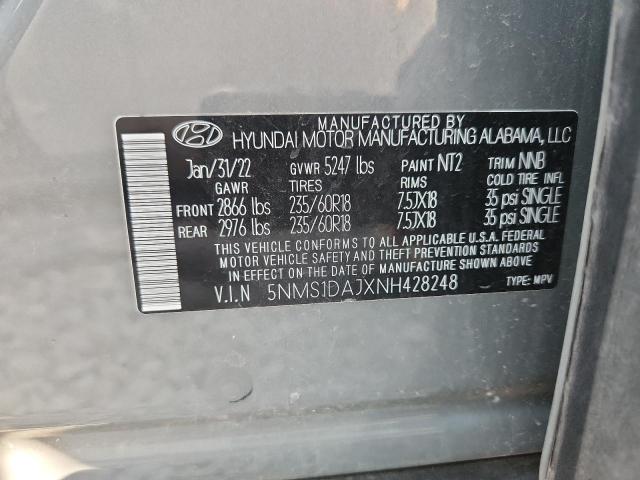 MANUFACTURED BY
HYUNDAI MOTOR MANUFACTURING ALABAMA, LLC
Jan/31/22 GVWR 5247 lbs PAINT NT2 TRIM NNB
GAWR TIRES RIMS COLD TIRE INFL
FRONT 2866 lbs 235/60R18 7.5JX18 35 psi SINGLE
REAR 2976 lbs 235/60R18 7.5JX18 35 psi SINGLE
THIS VEHICLE CONFORMS TO ALL APPLICABLE U.S.A. FEDERAL
MOTOR VEHICLE SAFETY AND THEFT PREVENTION STANDARDS
IN EFFECT ON THE DATE OF MANUFACTURE SHOWN ABOVE.
V.I.N 5NMS1DAJXNH428248 TYPE: MPV